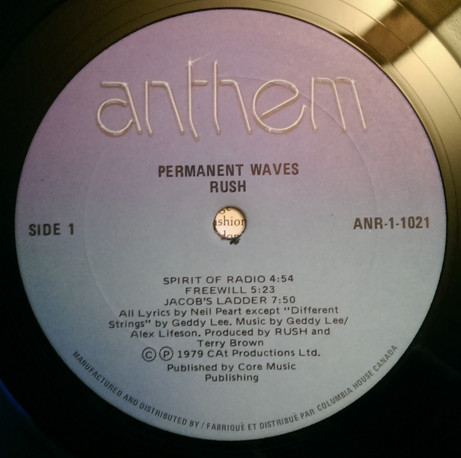 anthem
PERMANENT WAVES
RUSH
SIDE 1
ANR-1-1021
shion
SPIRIT OF RADIO 4:54
FREEWILL 5:23
JACOB'S LADDER 7:50
All Lyrics by Neil Peart except "Different
Strings" by Geddy Lee. Music by Geddy Lee/
Alex Lifeson. Produced by RUSH and
Terry Brown
© ℗ 1979 CAt Productions Ltd.
Published by Core Music
Publishing
MANUFACTURED AND DISTRIBUTED BY / FABRIQUÉ ET DISTRIBUÉ PAR COLUMBIA HOUSE CANADA